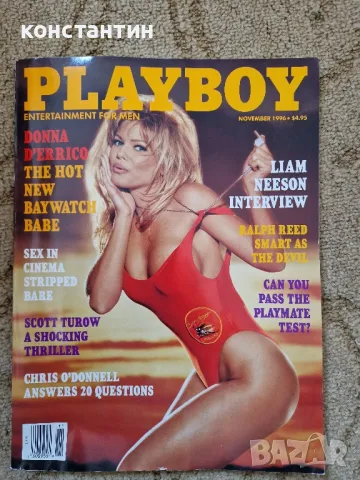 КОНСТАНТИН
PLAYBOY
ENTERTAINMENT FOR MEN
NOVEMBER 1996 • $4.95
DONNA
D'ERRICO
THE HOT
NEW
BAYWATCH
BABE
LIAM
NEESON
INTERVIEW
RALPH REED
SMART AS
THE DEVIL
SEX IN
CINEMA
STRIPPED
BARE
CAN YOU
PASS THE
PLAYMATE
TEST?
SCOTT TUROW
A SHOCKING
THRILLER
CHRIS O'DONNELL
ANSWERS 20 QUESTIONS
BAZAR